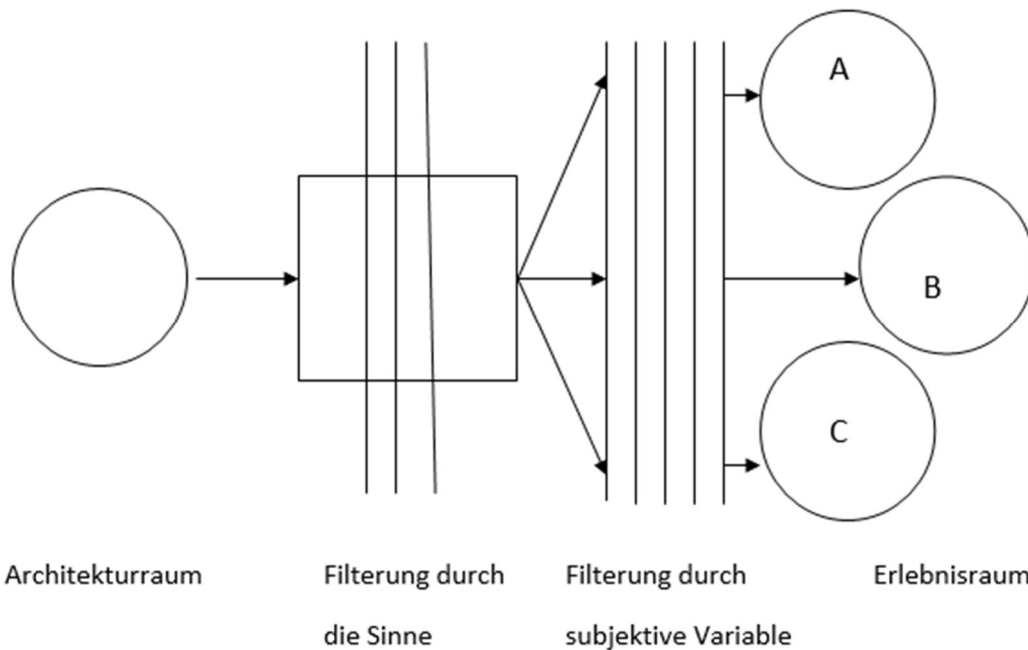 A
B
C
Architekturraum
Filterung durch
die Sinne
Filterung durch
subjektive Variable
Erlebnisraum